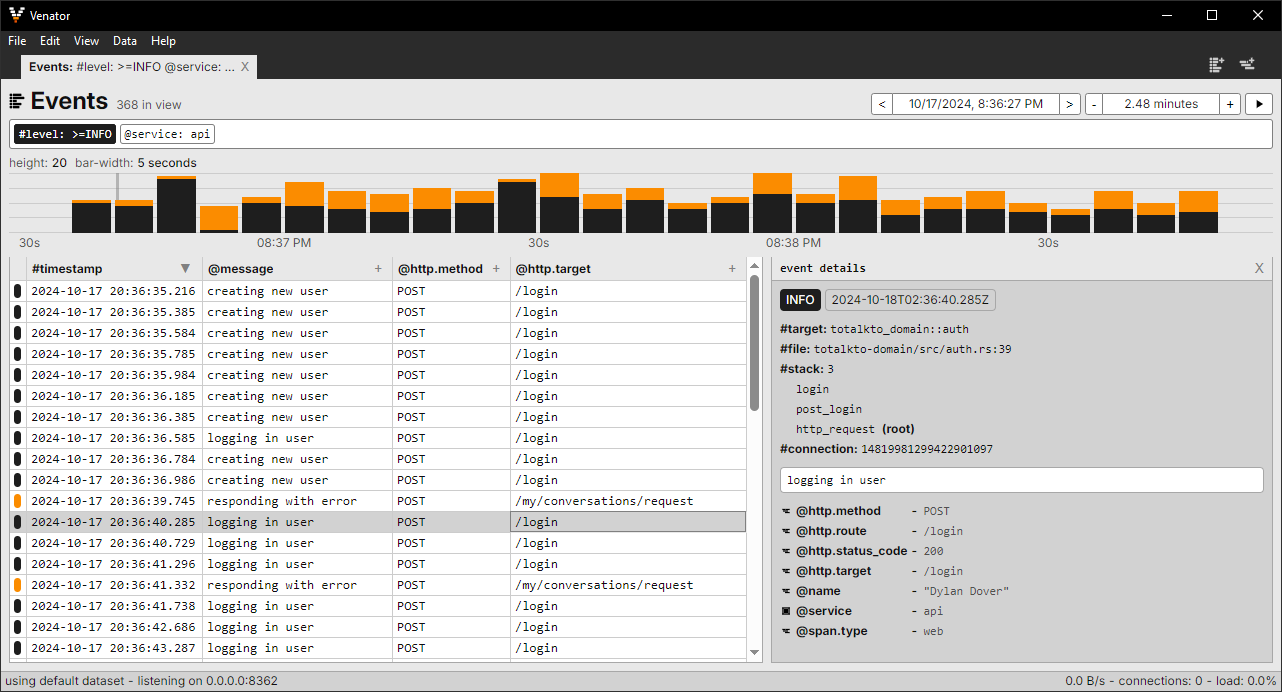 Venator
File Edit View Data Help
Events: #level: >=INFO @service: ... X
Events 368 in view < 10/17/2024, 8:36:27 PM > - 2.48 minutes +
#level: >=INFO @service: api
height: 20 bar-width: 5 seconds
30s 08:37 PM 30s 08:38 PM 30s
#timestamp @message + @http.method + @http.target +
2024-10-17 20:36:35.216 creating new user POST /login
2024-10-17 20:36:35.385 creating new user POST /login
2024-10-17 20:36:35.584 creating new user POST /login
2024-10-17 20:36:35.785 creating new user POST /login
2024-10-17 20:36:35.984 creating new user POST /login
2024-10-17 20:36:36.185 creating new user POST /login
2024-10-17 20:36:36.385 creating new user POST /login
2024-10-17 20:36:36.585 logging in user POST /login
2024-10-17 20:36:36.784 creating new user POST /login
2024-10-17 20:36:36.986 creating new user POST /login
2024-10-17 20:36:39.745 responding with error POST /my/conversations/request
2024-10-17 20:36:40.285 logging in user POST /login
2024-10-17 20:36:40.729 logging in user POST /login
2024-10-17 20:36:41.296 logging in user POST /login
2024-10-17 20:36:41.332 responding with error POST /my/conversations/request
2024-10-17 20:36:41.738 logging in user POST /login
2024-10-17 20:36:42.686 logging in user POST /login
2024-10-17 20:36:43.287 logging in user POST /login
event details X
INFO 2024-10-18T02:36:40.285Z
#target: totalkto_domain::auth
#file: totalkto-domain/src/auth.rs:39
#stack: 3
login
post_login
http_request (root)
#connection: 14819981299422901097
logging in user
@http.method - POST
@http.route - /login
@http.status_code - 200
@http.target - /login
@name - "Dylan Dover"
@service - api
@span.type - web
using default dataset - listening on 0.0.0.0:8362 0.0 B/s - connections: 0 - load: 0.0%